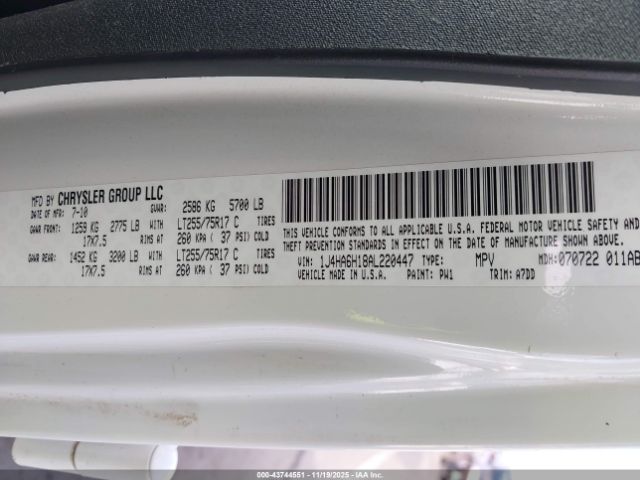 MFD BY CHRYSLER GROUP LLC
DATE OF MFR: 7-10 GVWR: 2586 KG 5700 LB
GAWR FRONT: 1259 KG 2775 LB WITH LT255/75R17 C TIRES
17X7.5 RIMS AT 260 KPA ( 37 PSI) COLD
GAWR REAR: 1452 KG 3200 LB WITH LT255/75R17 C TIRES
17X7.5 RIMS AT 260 KPA ( 37 PSI) COLD
THIS VEHICLE CONFORMS TO ALL APPLICABLE U.S.A. FEDERAL MOTOR VEHICLE SAFETY AND
THEFT PREVENTION STANDARDS IN EFFECT ON THE DATE OF MANUFACTURE SHOWN ABOVE.
VIN: 1J4HA6H18AL220447 TYPE: MPV MDH: 070722 011AB
VEHICLE MADE IN U.S.A. PAINT: PW1 TRIM: A7DD
000-43744551 - 11/19/2025 - IAAI.COM